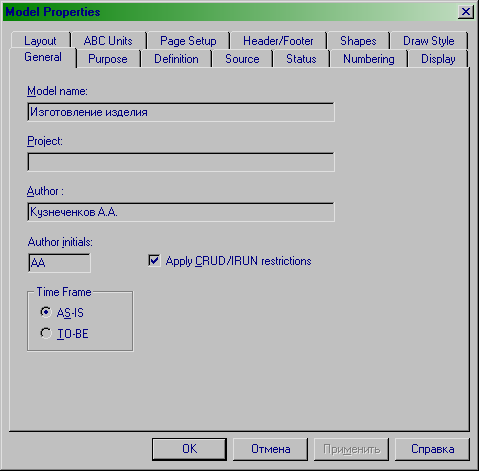 Model Properties
Layout ABC Units Page Setup Header/Footer Shapes Draw Style
General Purpose Definition Source Status Numbering Display
Model name:
Изготовление изделия
Project:
Author :
Кузнеченков А.А.
Author initials:
АА
Apply CRUD/IRUN restrictions
Time Frame
AS-IS
TO-BE
OK Отмена Применить Справка